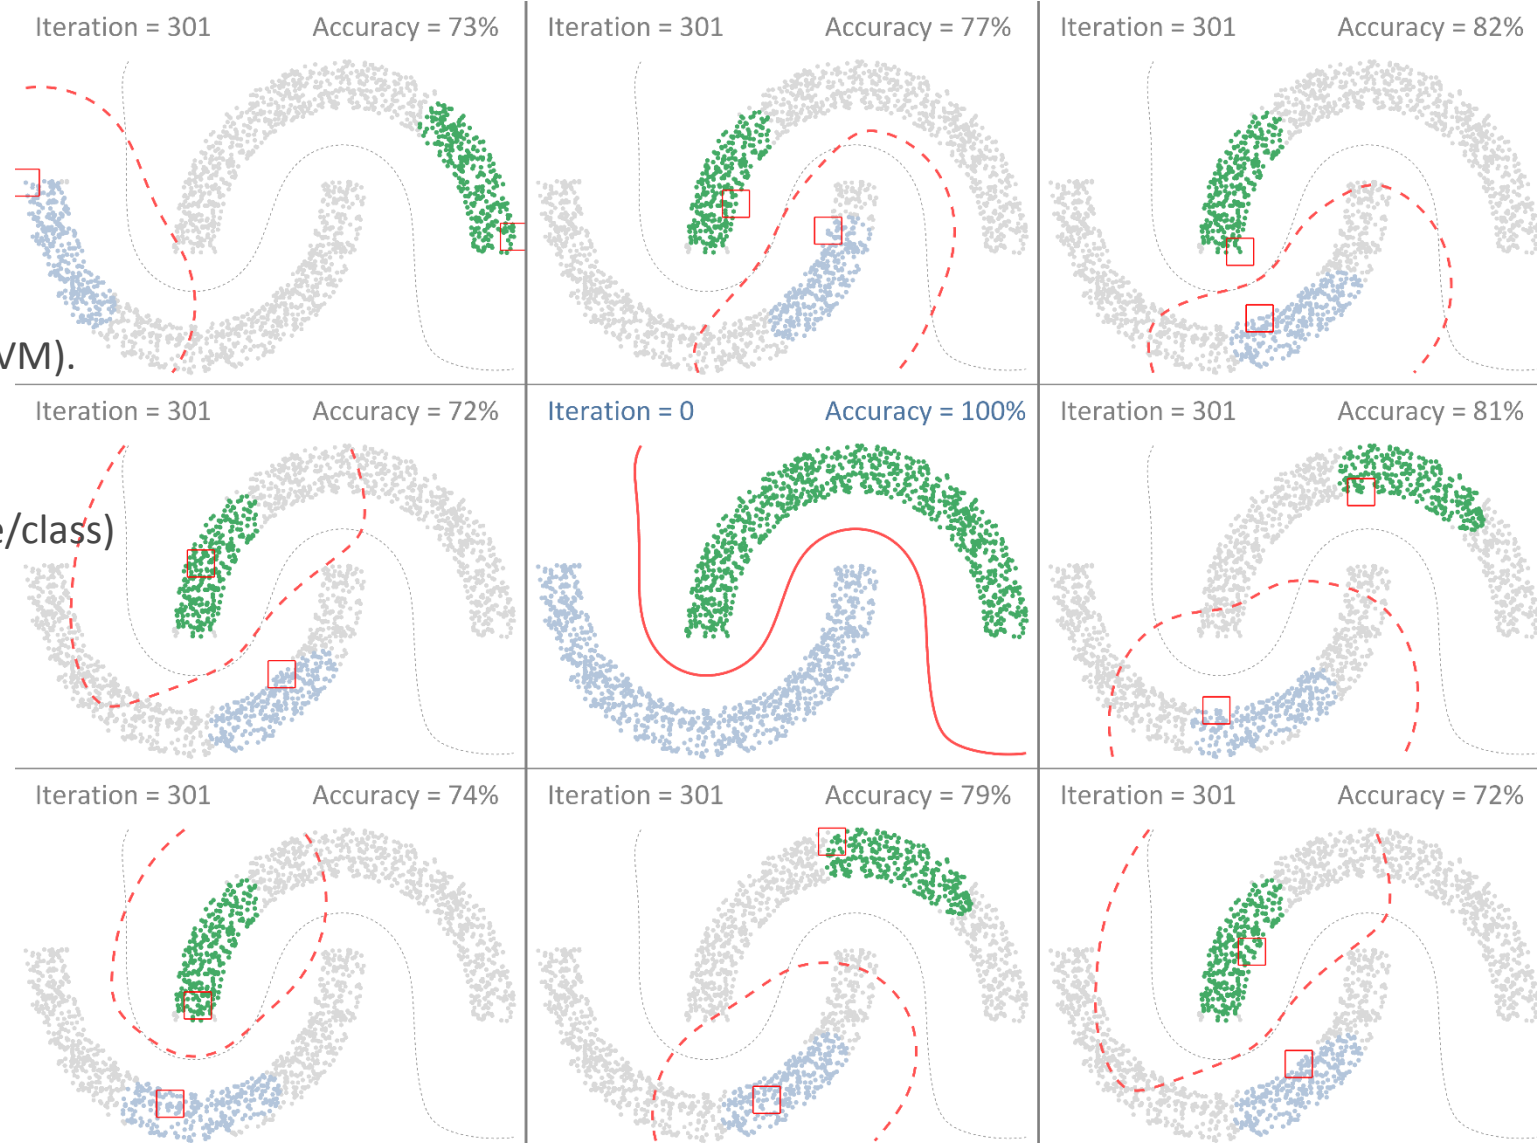 Iteration = 301 Accuracy = 73%
Iteration = 301 Accuracy = 77%
Iteration = 301 Accuracy = 82%
VM).
Iteration = 301 Accuracy = 72%
Iteration = 0 Accuracy = 100%
Iteration = 301 Accuracy = 81%
e/class)
Iteration = 301 Accuracy = 74%
Iteration = 301 Accuracy = 79%
Iteration = 301 Accuracy = 72%